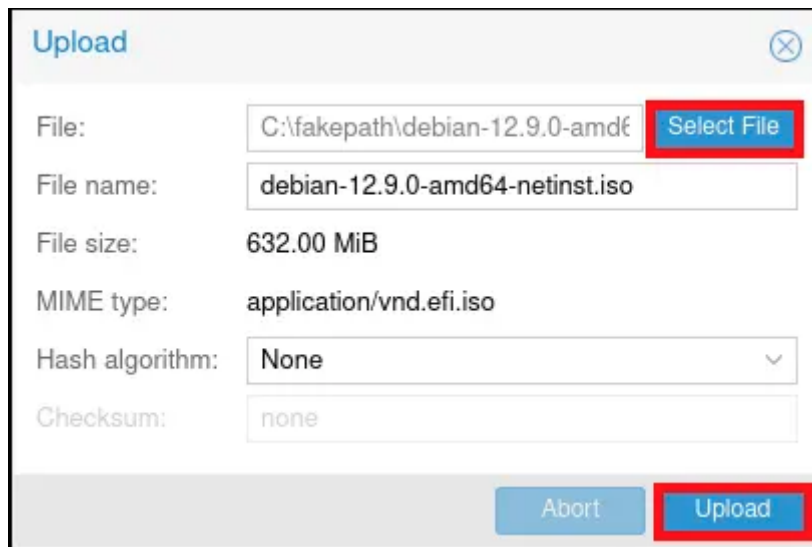 Upload
File: C:\fakepath\debian-12.9.0-amd6 Select File
File name: debian-12.9.0-amd64-netinst.iso
File size: 632.00 MiB
MIME type: application/vnd.efi.iso
Hash algorithm: None
Checksum: none
Abort Upload